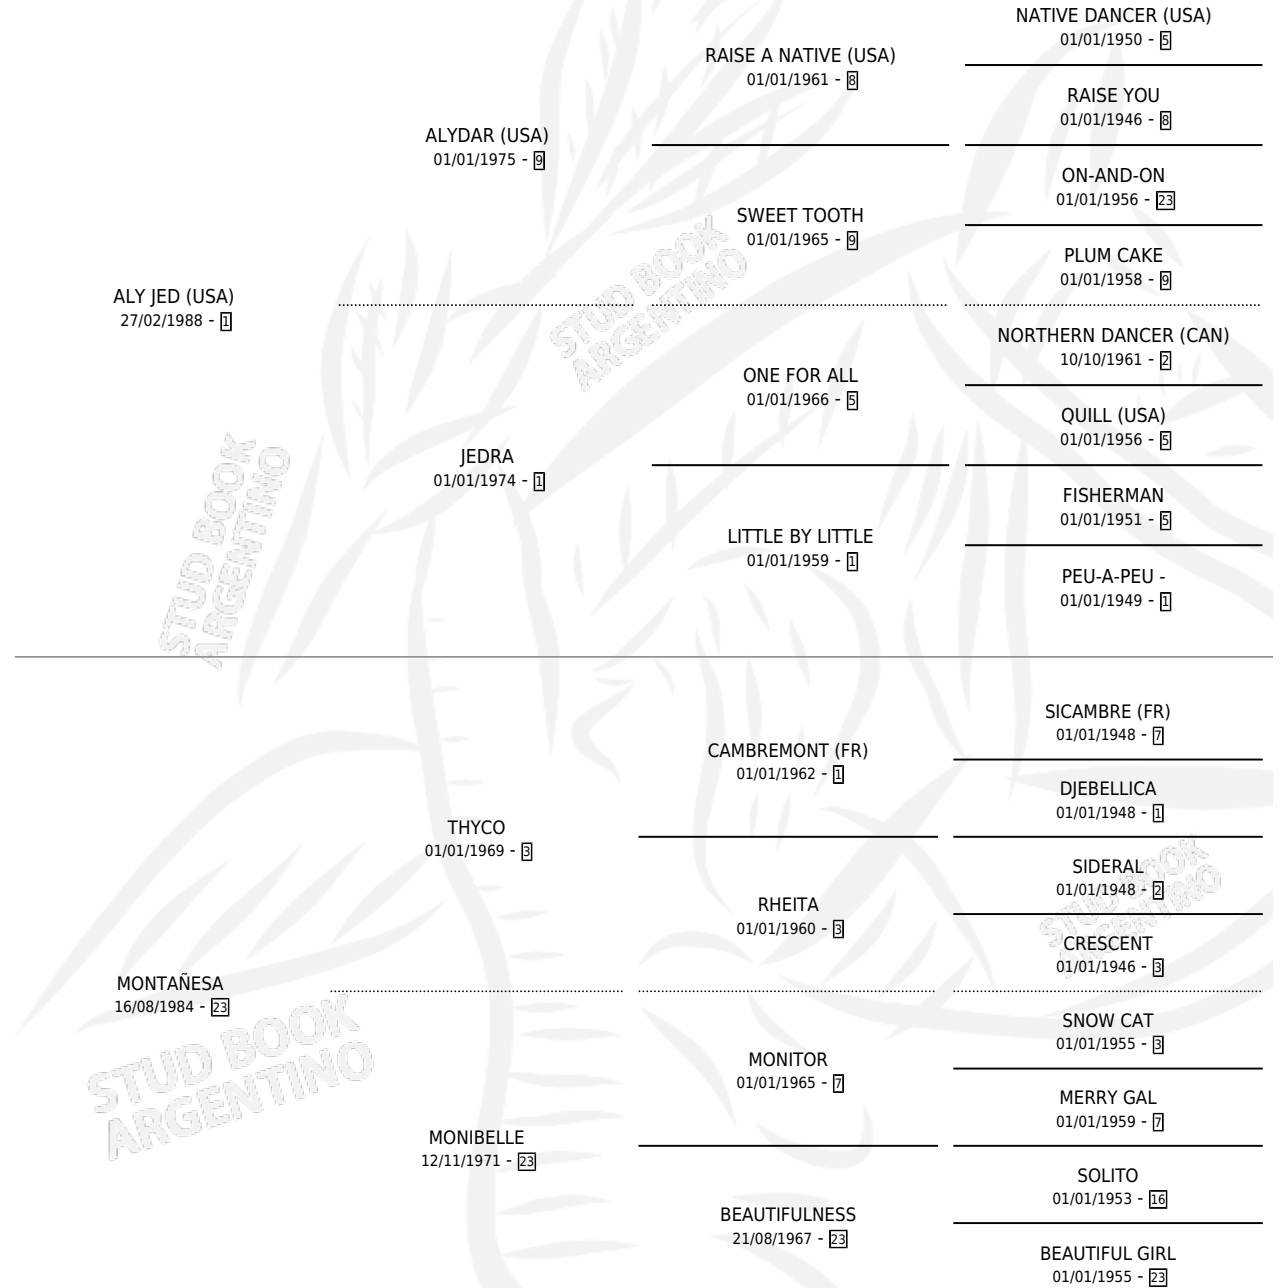 NATIVE DANCER (USA)
01/01/1950 - 5
RAISE A NATIVE (USA)
01/01/1961 - 8
RAISE YOU
01/01/1946 - 8
ALYDAR (USA)
01/01/1975 - 9
ON-AND-ON
01/01/1956 - 23
SWEET TOOTH
01/01/1965 - 9
PLUM CAKE
01/01/1958 - 9
ALY JED (USA)
27/02/1988 - 1
STUD BOOK
ARGENTINO
NORTHERN DANCER (CAN)
10/10/1961 - 2
ONE FOR ALL
01/01/1966 - 5
QUILL (USA)
01/01/1956 - 5
JEDRA
01/01/1974 - 1
FISHERMAN
01/01/1951 - 5
LITTLE BY LITTLE
01/01/1959 - 1
PEU-A-PEU -
01/01/1949 - 1
STUD BOOK
ARGENTINO
SICAMBRE (FR)
01/01/1948 - 7
CAMBREMONT (FR)
01/01/1962 - 1
DJEBELLICA
01/01/1948 - 1
THYCO
01/01/1969 - 3
SIDERAL
01/01/1948 - 2
RHEITA
01/01/1960 - 3
CRESCENT
01/01/1946 - 3
STUD BOOK
ARGENTINO
MONTAÑESA
16/08/1984 - 23
SNOW CAT
01/01/1955 - 3
MONITOR
01/01/1965 - 7
MERRY GAL
01/01/1959 - 7
STUD BOOK
ARGENTINO
MONIBELLE
12/11/1971 - 23
SOLITO
01/01/1953 - 16
BEAUTIFULNESS
21/08/1967 - 23
BEAUTIFUL GIRL
01/01/1955 - 23